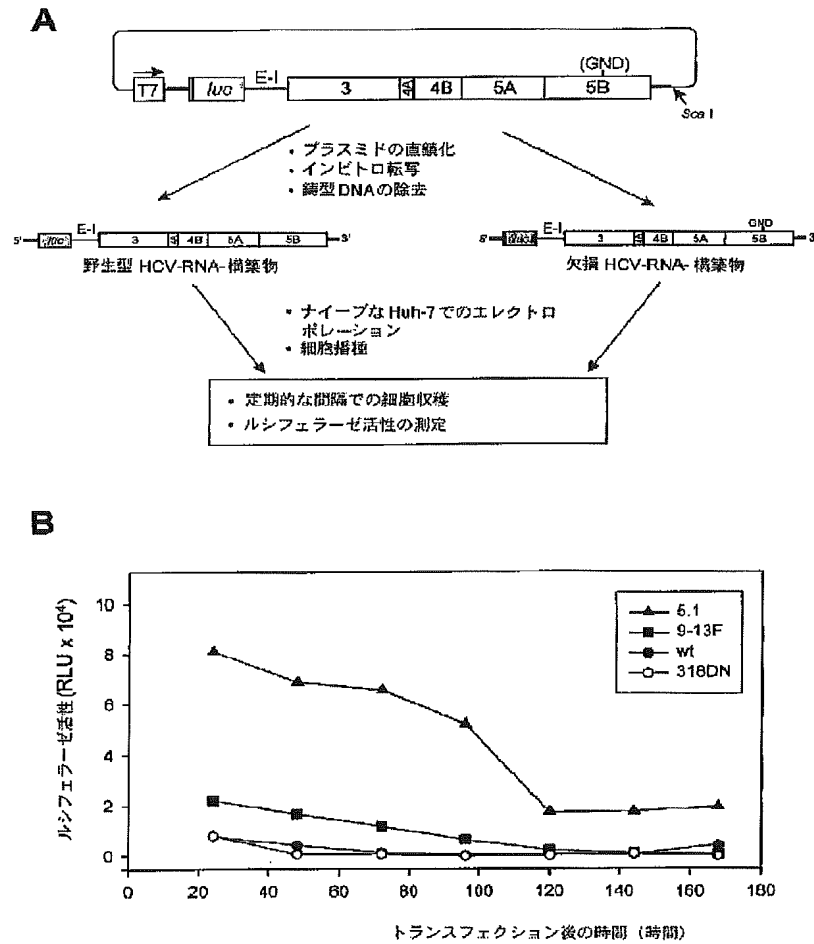 A
T7
luc
E-I
3
4A
4B
5A
(GND)
5B
Sca I
• プラスミドの直鎖化
• インビトロ転写
• 鋳型DNAの除去
5'
luc
E-I
3
4B
5A
5B
3'
野生型 HCV-RNA-構築物
5'
luc
E-I
3
4B
5A
GND
5B
3'
欠損 HCV-RNA-構築物
• ナイーブな Huh-7 でのエレクトロ
ポレーション
• 細胞播種
• 定期的な間隔での細胞収穫
• ルシフェラーゼ活性の測定
B
ルシフェラーゼ活性(RLU x 10⁴)
10
8
6
4
2
0
5.1
9-13F
wt
318DN
0 20 40 60 80 100 120 140 160 180
トランスフェクション後の時間（時間）